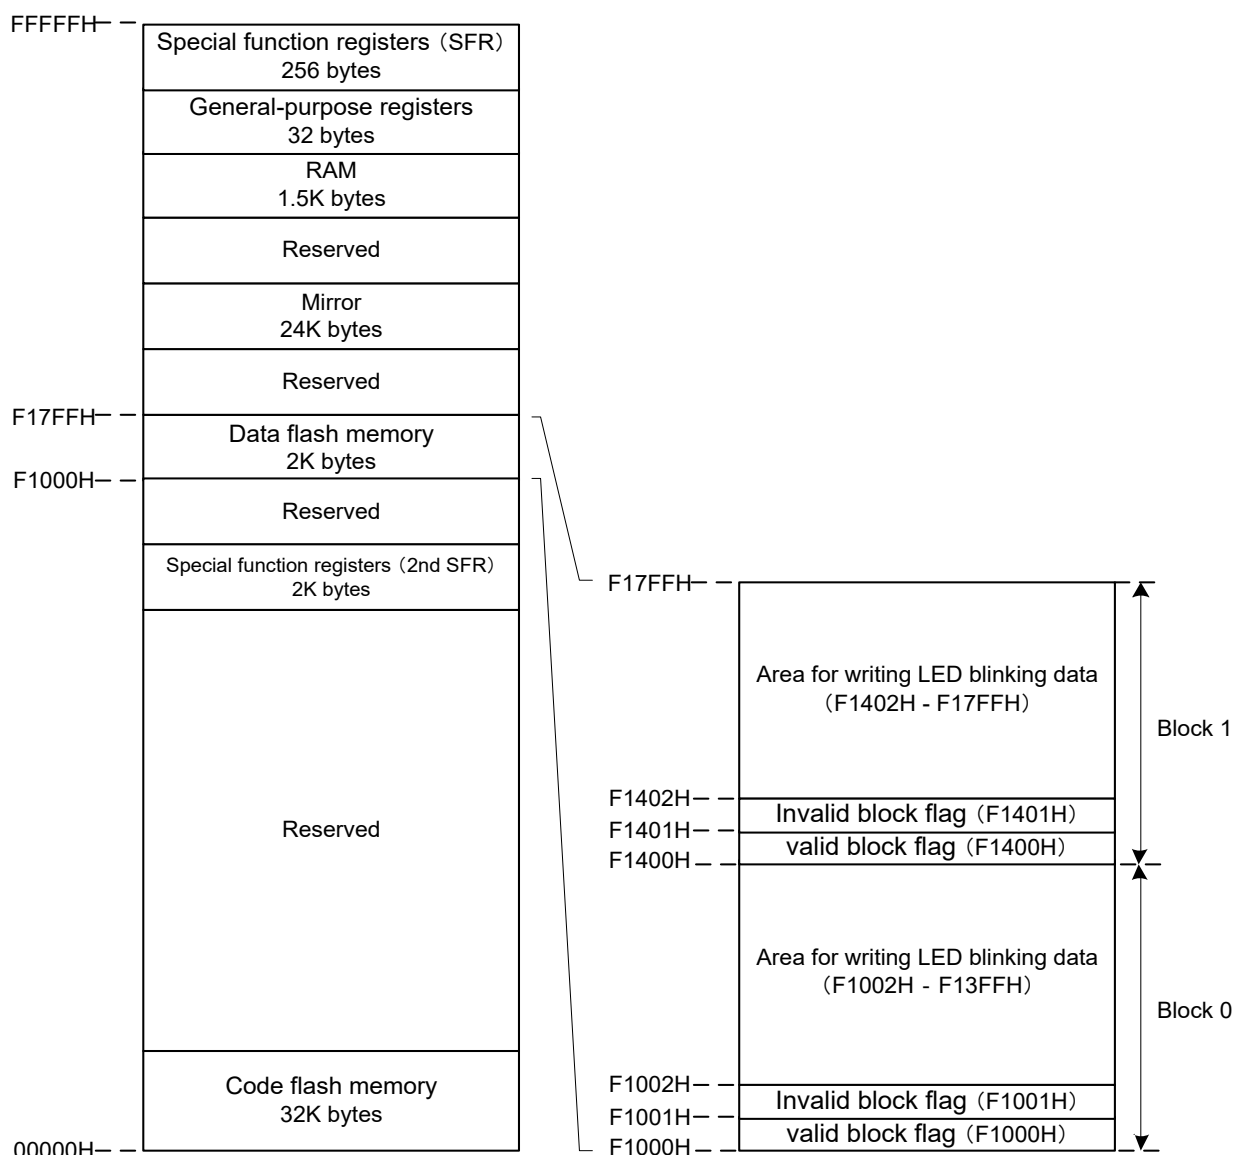 FFFFFH
Special function registers（SFR）
256 bytes
General-purpose registers
32 bytes
RAM
1.5K bytes
Reserved
Mirror
24K bytes
Reserved
F17FFH
Data flash memory
2K bytes
F1000H
Reserved
Special function registers（2nd SFR）
2K bytes
Reserved
Code flash memory
32K bytes
00000H
F17FFH
Area for writing LED blinking data
（F1402H - F17FFH）
Block 1
F1402H
Invalid block flag（F1401H）
F1401H
valid block flag（F1400H）
F1400H
Area for writing LED blinking data
（F1002H - F13FFH）
Block 0
F1002H
Invalid block flag（F1001H）
F1001H
valid block flag（F1000H）
F1000H